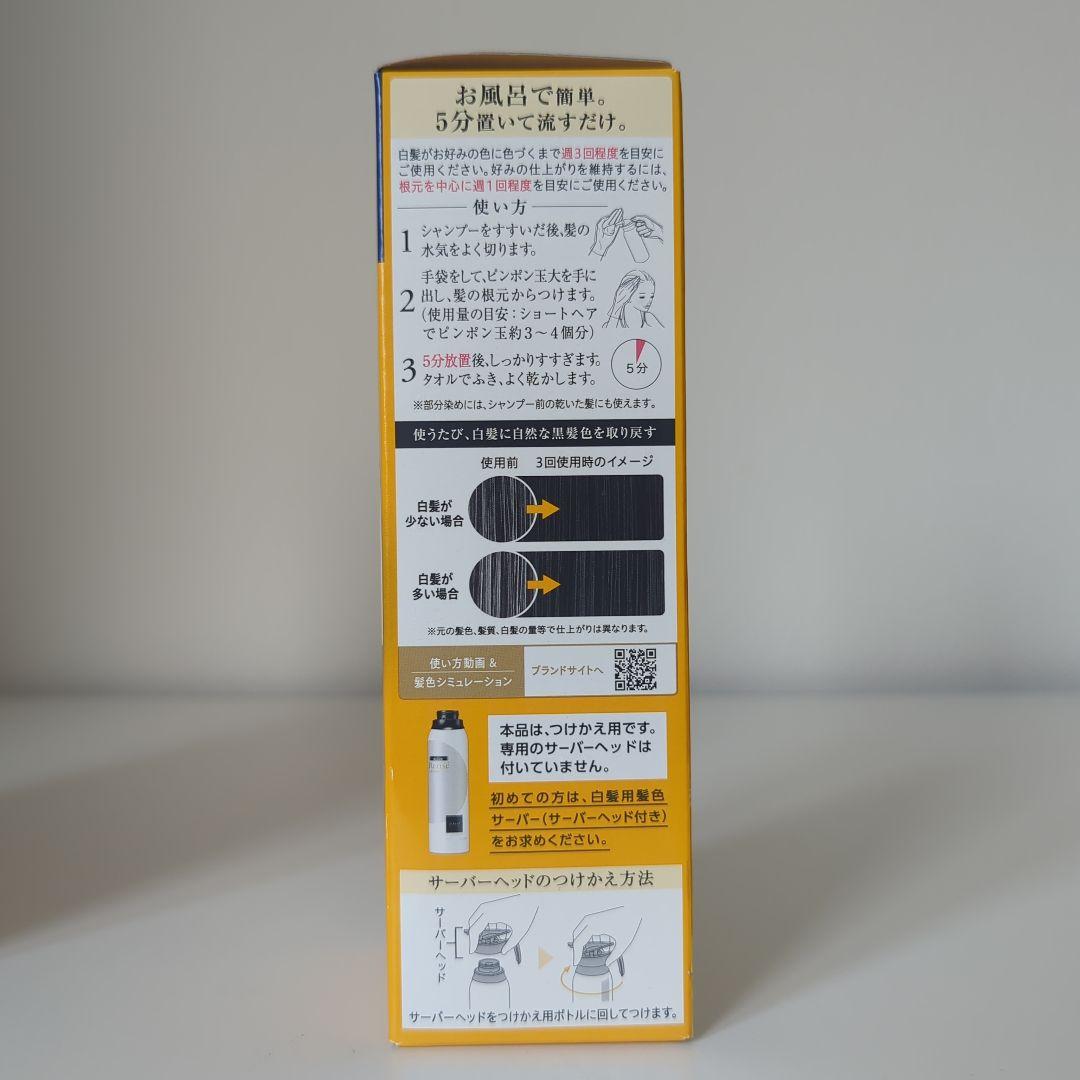 お風呂で簡単。
5分置いて流すだけ。
白髪がお好みの色に色づくまで週3回程度を目安に
ご使用ください。好みの仕上がりを維持するには、
根元を中心に週1回程度を目安にご使用ください。
使い方
1 シャンプーをすすいだ後、髪の
水気をよく切ります。
2 手袋をして、ピンポン玉大を手に
出し、髪の根元からつけます。
(使用量の目安:ショートヘア
でピンポン玉約3〜4個分)
3 5分放置後、しっかりすすぎます。
タオルでふき、よく乾かします。
5分
※部分染めには、シャンプー前の乾いた髪にも使えます。
使うたび、白髪に自然な黒髪色を取り戻す
使用前 3回使用時のイメージ
白髪が
少ない場合
白髪が
多い場合
※元の髪色、髪質、白髪の量等で仕上がりは異なります。
使い方動画 &
髪色シミュレーション
ブランドサイトへ
本品は、つけかえ用です。
専用のサーバーヘッドは
付いていません。
初めての方は、白髪用髪色
サーバー(サーバーヘッド付き)
をお求めください。
Rerise
サーバーヘッドのつけかえ方法
サーバーヘッド
サーバーヘッドをつけかえ用ボトルに回してつけます。